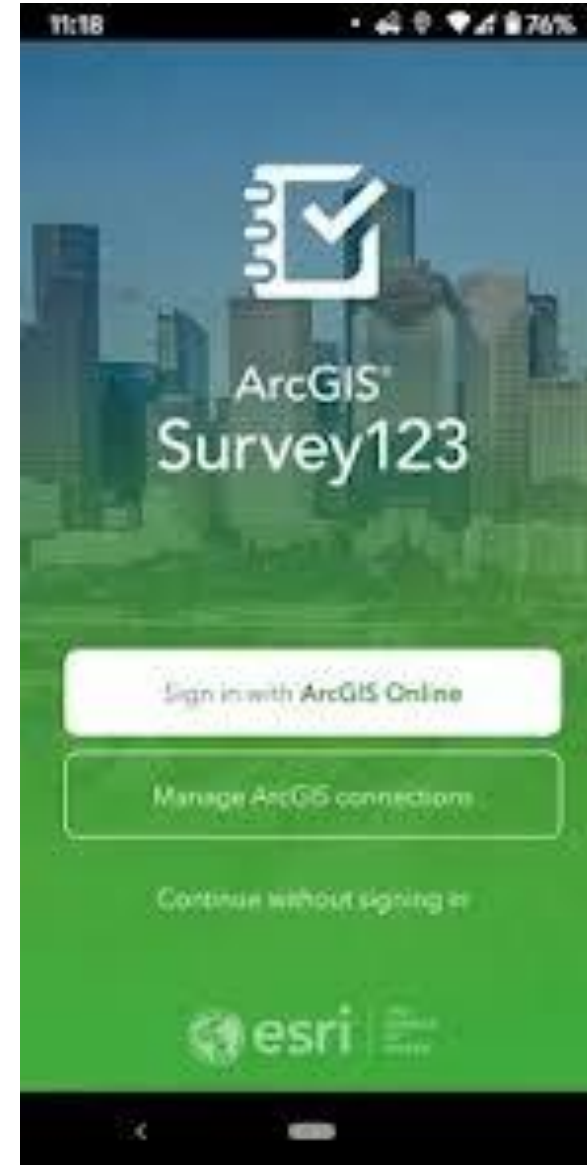 11:18
76%
ArcGIS®
Survey123
Sign in with ArcGIS Online
Manage ArcGIS connections
Continue without signing in
esri